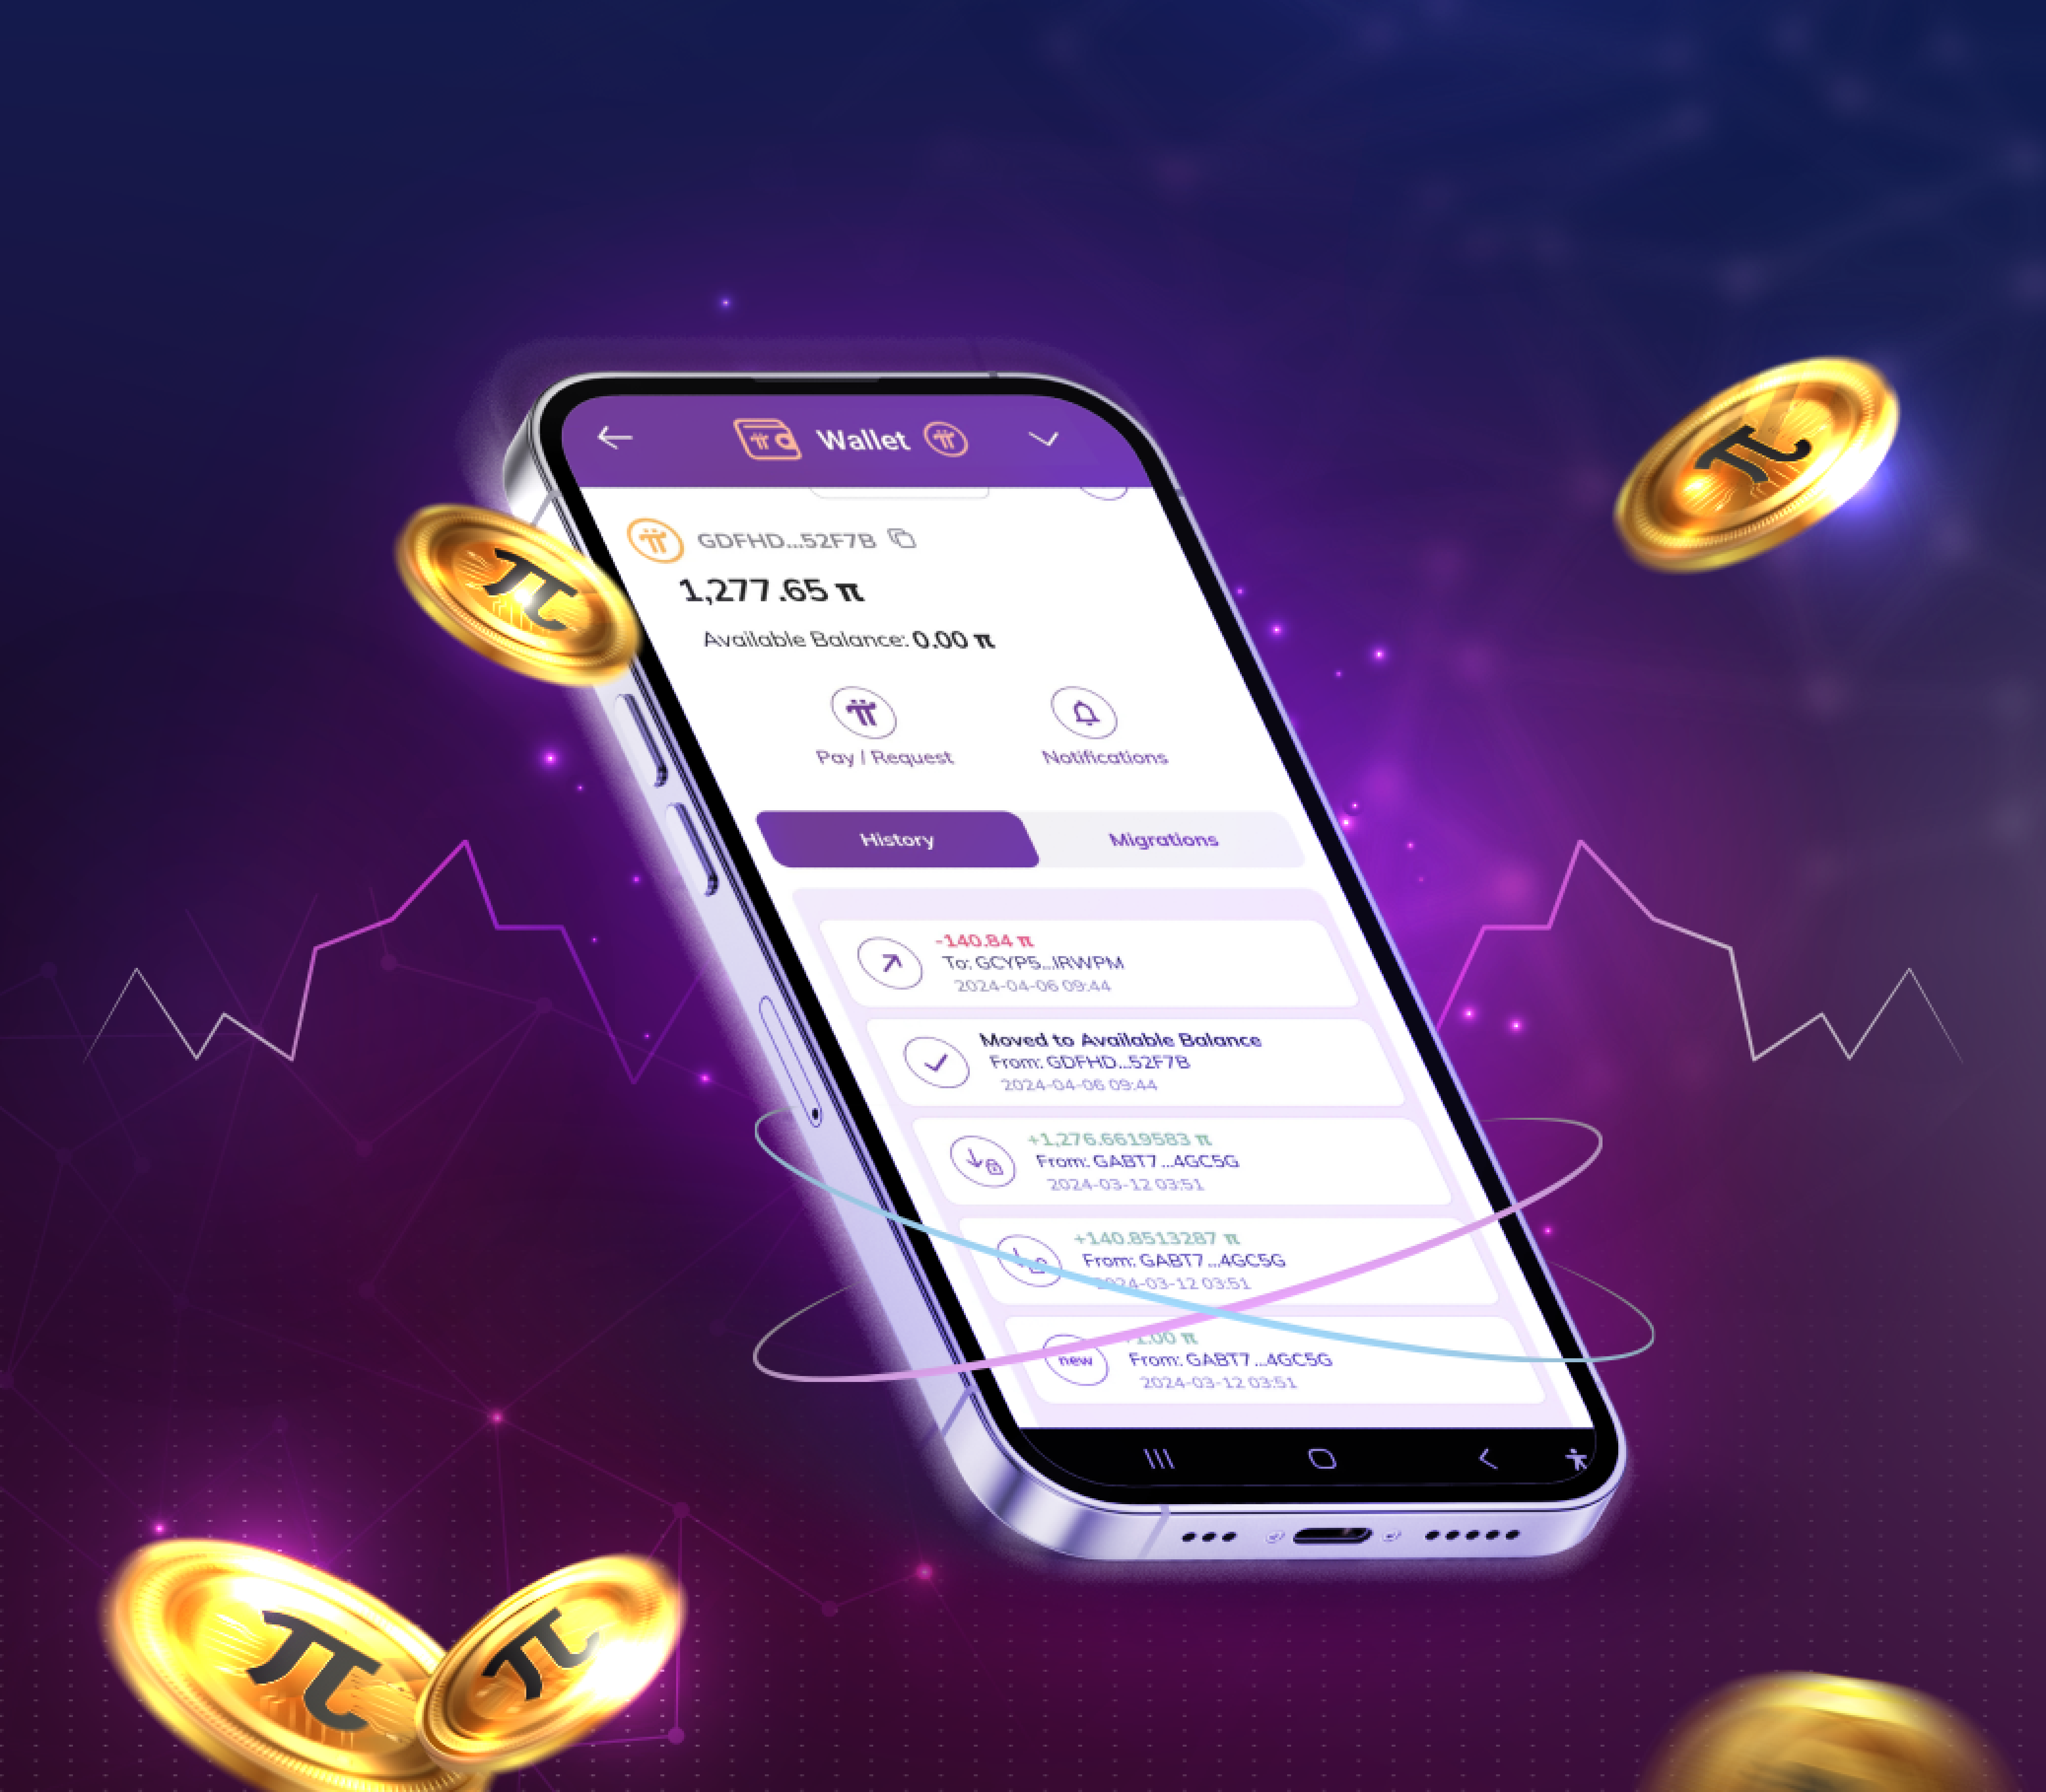 Wallet
GDFHD...52F7B
1,277.65 π
Available Balance: 0.00 π
Pay / Request
Notifications
History
Migrations
-140.84 π
To: GCYP5...IRWPM
2024-04-06 09:44
Moved to Available Balance
From: GDFHD...52F7B
2024-04-06 09:44
+1,276.6619583 π
From: GABT7...4GC5G
2024-03-12 03:51
+140.8513287 π
From: GABT7...4GC5G
2024-03-12 03:51
new
+1.00 π
From: GABT7...4GC5G
2024-03-12 03:51
π
π
π
π